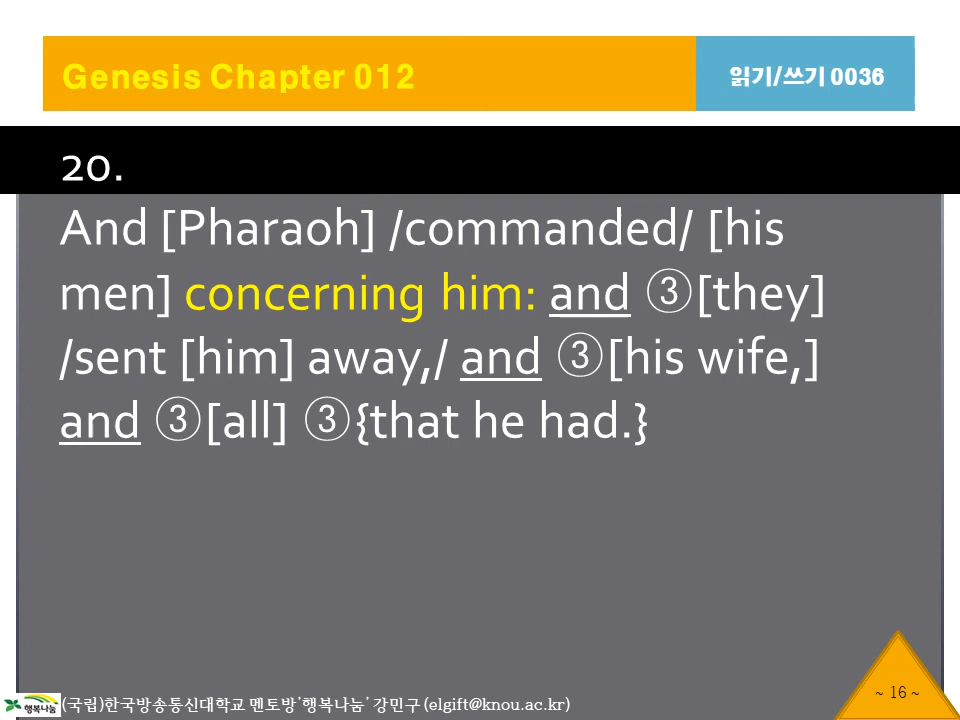 Genesis Chapter 012
읽기/쓰기 0036
20.
And [Pharaoh] /commanded/ [his
men] concerning him: and ③[they]
/sent [him] away,/ and ③[his wife,]
and ③[all] ③{that he had.}
행복나눔
(국립)한국방송통신대학교 멘토방'행복나눔' 강민구 (elgift@knou.ac.kr)
~ 16 ~